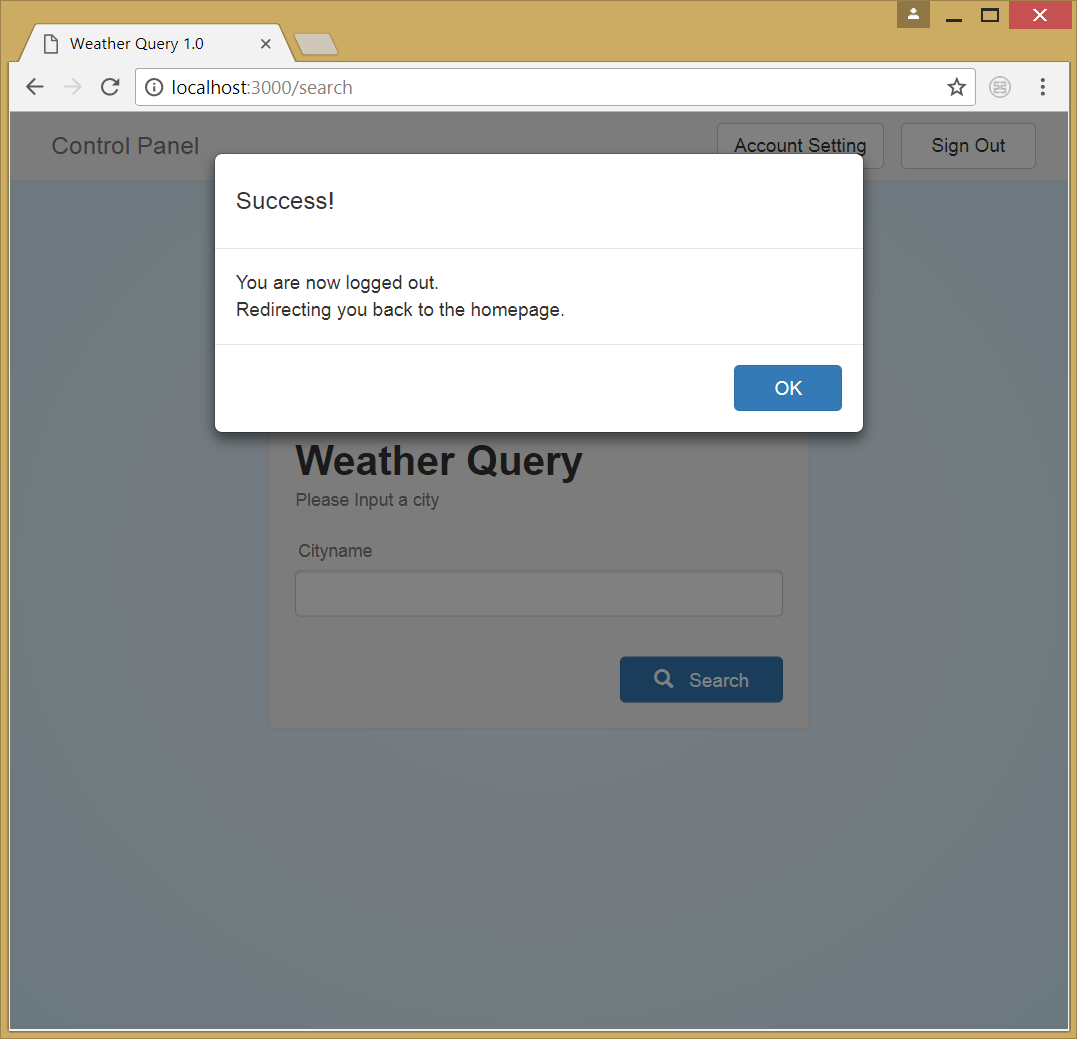 Weather Query 1.0
localhost:3000/search
Control Panel
Account Setting
Sign Out
Success!
You are now logged out.
Redirecting you back to the homepage.
OK
Weather Query
Please Input a city
Cityname
Search